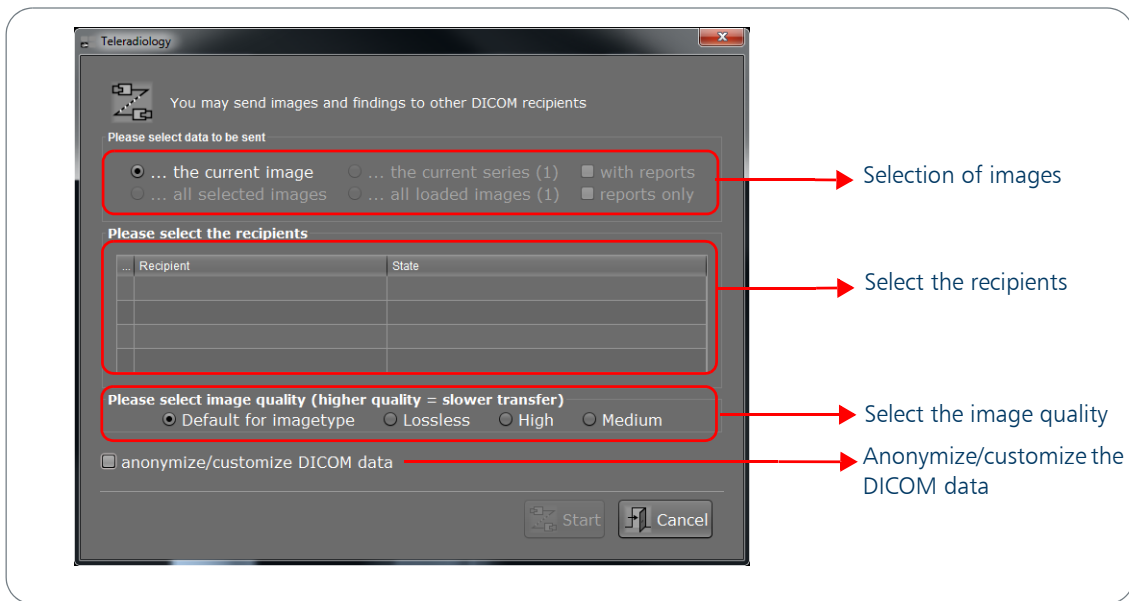 Teleradiology
You may send images and findings to other DICOM recipients
Please select data to be sent
... the current image ... the current series (1) with reports
... all selected images ... all loaded images (1) reports only
Selection of images
Please select the recipients
... Recipient State
Select the recipients
Please select image quality (higher quality = slower transfer)
Default for imagetype Lossless High Medium
Select the image quality
anonymize/customize DICOM data
Anonymize/customize the
DICOM data
Start Cancel